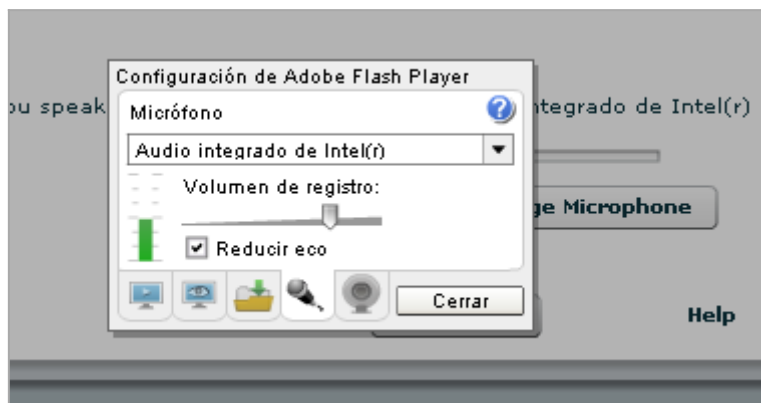 Configuración de Adobe Flash Player
ou speak
Micrófono
ntegrado de Intel(r)
Audio integrado de Intel(r)
Volumen de registro:
ge Microphone
Reducir eco
Cerrar
Help